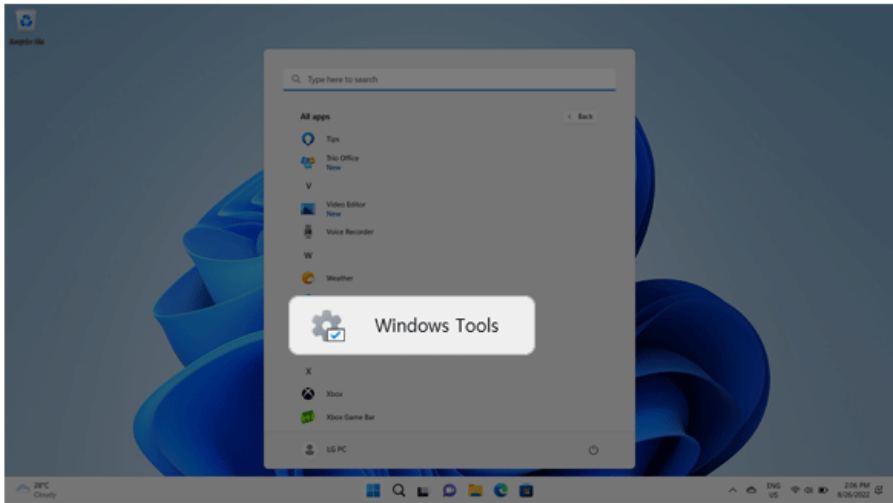 Recycle Bin
Type here to search
All apps
Back
Tips
Trio Office
New
V
Video Editor
New
Voice Recorder
W
Weather
Windows Tools
X
Xbox
Xbox Game Bar
LG PC
28°C
Cloudy
ENG
US
2:06 PM
8/26/2022